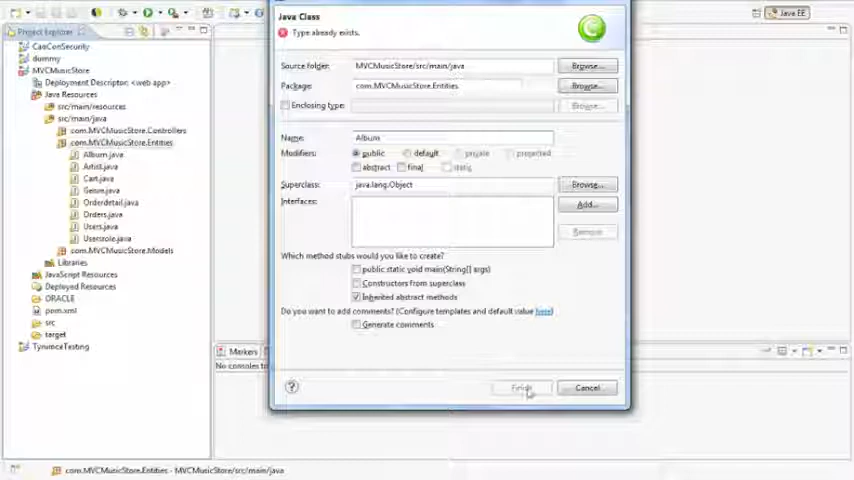 Java EE
Project Explorer
CasConSecurity
dummy
MVCMusicStore
Deployment Descriptor: <web app>
Java Resources
src/main/resources
src/main/java
com.MVCMusicStore.Controllers
com.MVCMusicStore.Entities
Album.java
Artist.java
Cart.java
Genre.java
Orderdetail.java
Orders.java
Users.java
Usersrole.java
com.MVCMusicStore.Models
Libraries
JavaScript Resources
Deployed Resources
ORACLE
pom.xml
src
target
Java Class
Type already exists.
Source folder:
MVCMusicStore/src/main/java
Browse...
Package:
com.MVCMusicStore.Entities
Browse...
Enclosing type:
Browse...
Name:
Album
Modifiers:
public
default
private
protected
abstract
final
static
Superclass:
java.lang.Object
Browse...
Interfaces:
Add...
Remove
Which method stubs would you like to create?
public static void main(String[] args)
Constructors from superclass
Inherited abstract methods
Do you want to add comments? (Configure templates and default value here)
Generate comments
?
Finish
Cancel
Markers
No consoles to
com.MVCMusicStore.Entities - MVCMusicStore/src/main/java